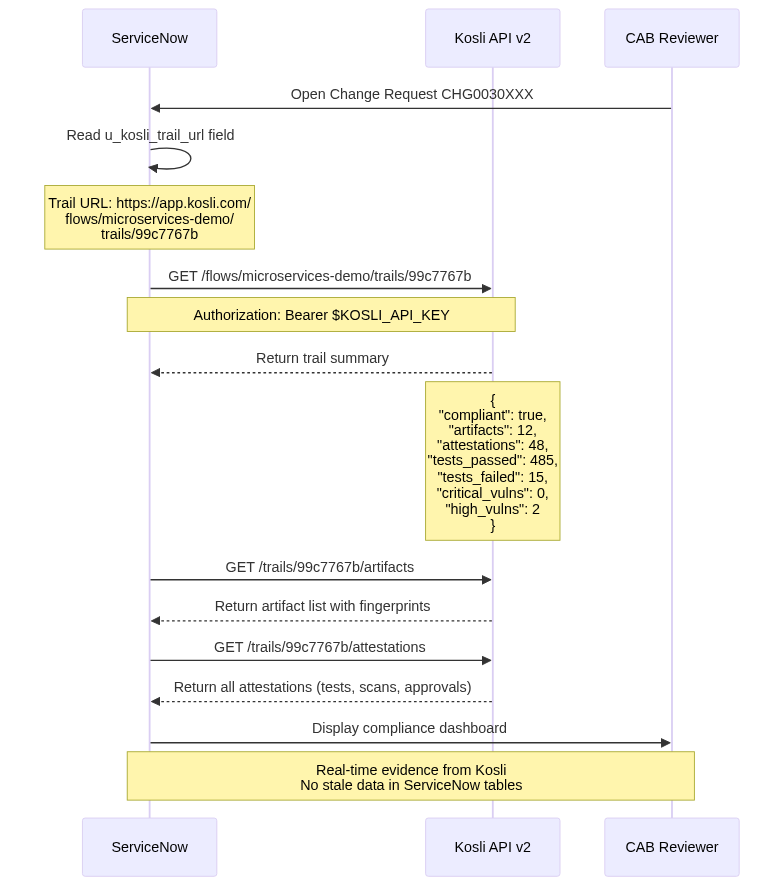 ServiceNow
Kosli API v2
CAB Reviewer
Open Change Request CHG0030XXX
Read u_kosli_trail_url field
Trail URL: https://app.kosli.com/
flows/microservices-demo/
trails/99c7767b
GET /flows/microservices-demo/trails/99c7767b
Authorization: Bearer $KOSLI_API_KEY
Return trail summary
{
"compliant": true,
"artifacts": 12,
"attestations": 48,
"tests_passed": 485,
"tests_failed": 15,
"critical_vulns": 0,
"high_vulns": 2
}
GET /trails/99c7767b/artifacts
Return artifact list with fingerprints
GET /trails/99c7767b/attestations
Return all attestations (tests, scans, approvals)
Display compliance dashboard
Real-time evidence from Kosli
No stale data in ServiceNow tables
ServiceNow
Kosli API v2
CAB Reviewer